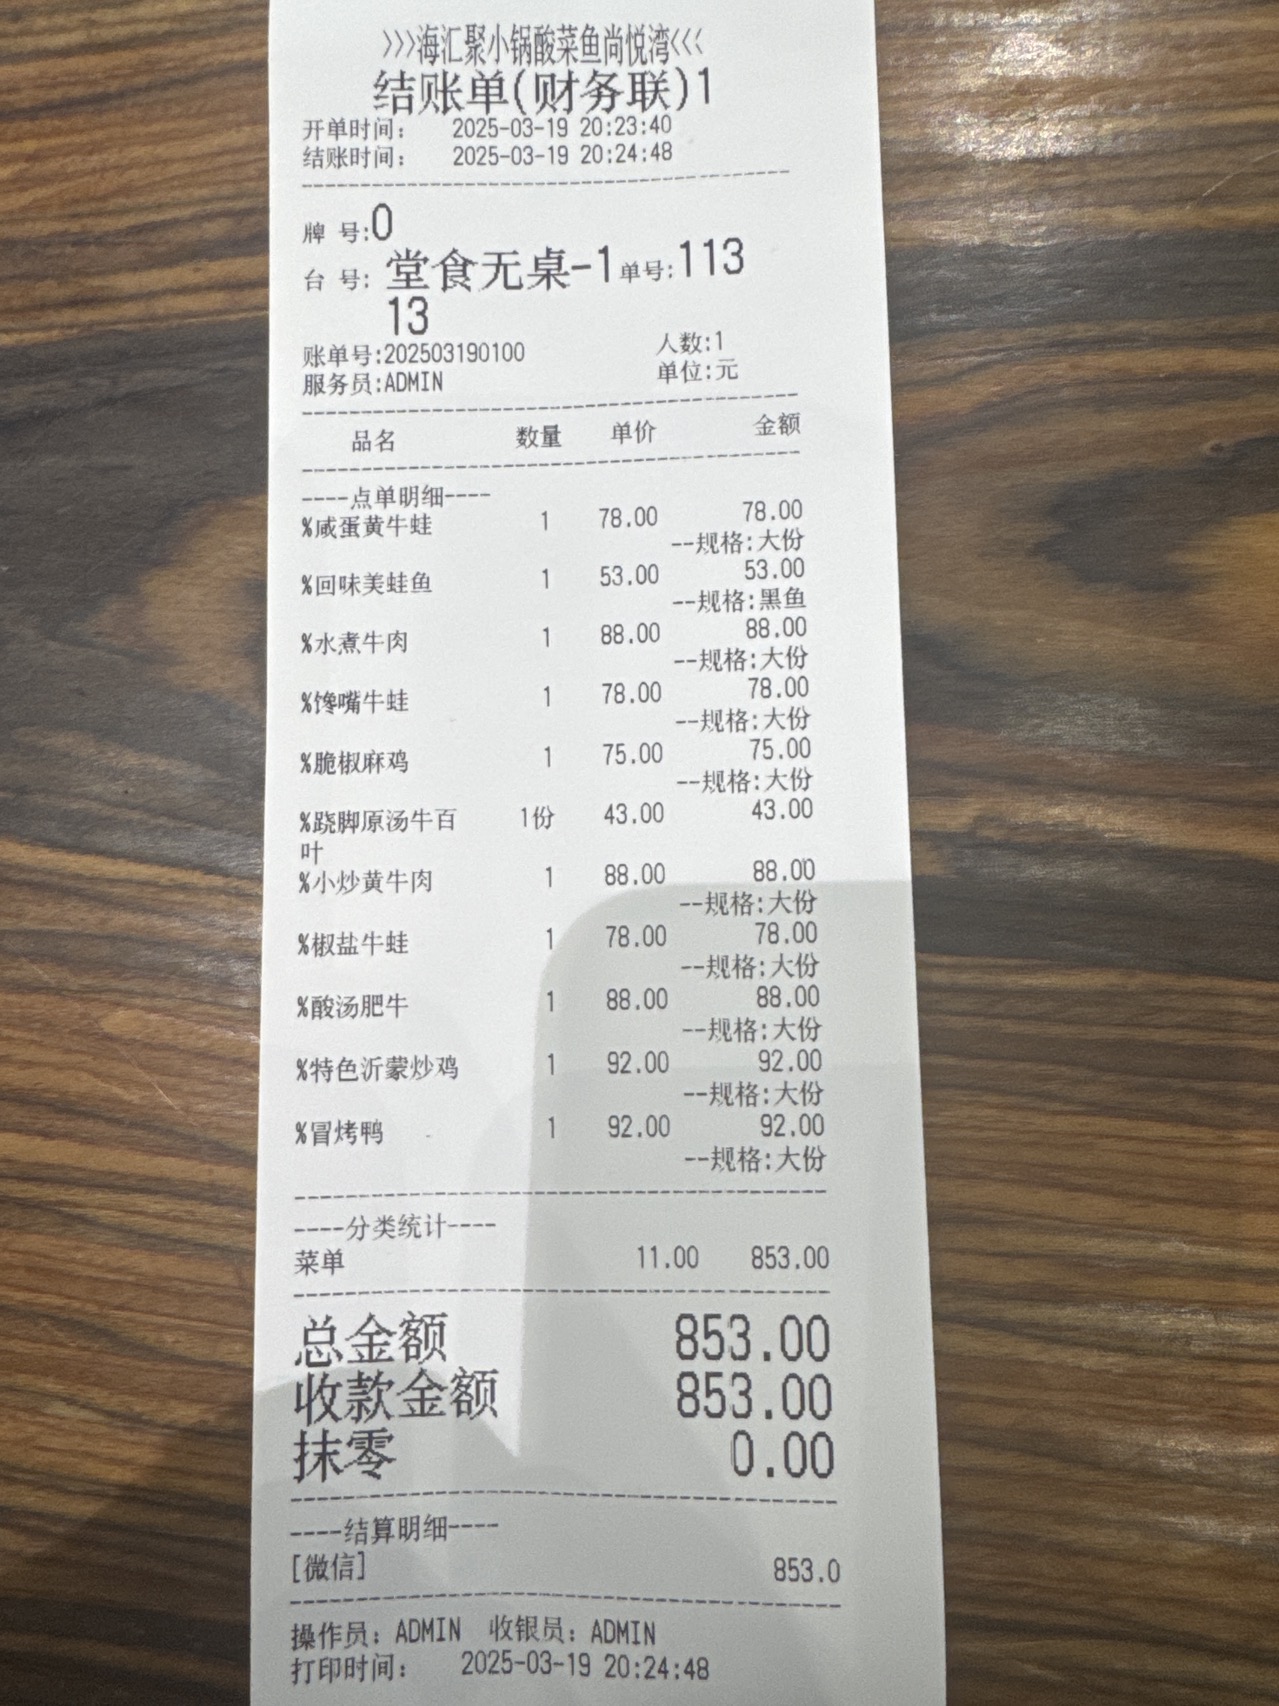 >>>海汇聚小锅酸菜鱼尚悦湾<<<
结账单(财务联)1
开单时间: 2025-03-19 20:23:40
结账时间: 2025-03-19 20:24:48
牌 号:0
台 号: 堂食无桌-1 单号:113
13
账单号:202503190100 人数:1
服务员:ADMIN 单位:元
品名 数量 单价 金额
----点单明细----
%咸蛋黄牛蛙 1 78.00 78.00
--规格:大份
%回味美蛙鱼 1 53.00 53.00
--规格:黑鱼
%水煮牛肉 1 88.00 88.00
--规格:大份
%馋嘴牛蛙 1 78.00 78.00
--规格:大份
%脆椒麻鸡 1 75.00 75.00
--规格:大份
%跷脚原汤牛百 1份 43.00 43.00
叶
%小炒黄牛肉 1 88.00 88.00
--规格:大份
%椒盐牛蛙 1 78.00 78.00
--规格:大份
%酸汤肥牛 1 88.00 88.00
--规格:大份
%特色沂蒙炒鸡 1 92.00 92.00
--规格:大份
%冒烤鸭 1 92.00 92.00
--规格:大份
----分类统计----
菜单 11.00 853.00
总金额 853.00
收款金额 853.00
抹零 0.00
----结算明细----
[微信] 853.0
操作员: ADMIN 收银员: ADMIN
打印时间: 2025-03-19 20:24:48